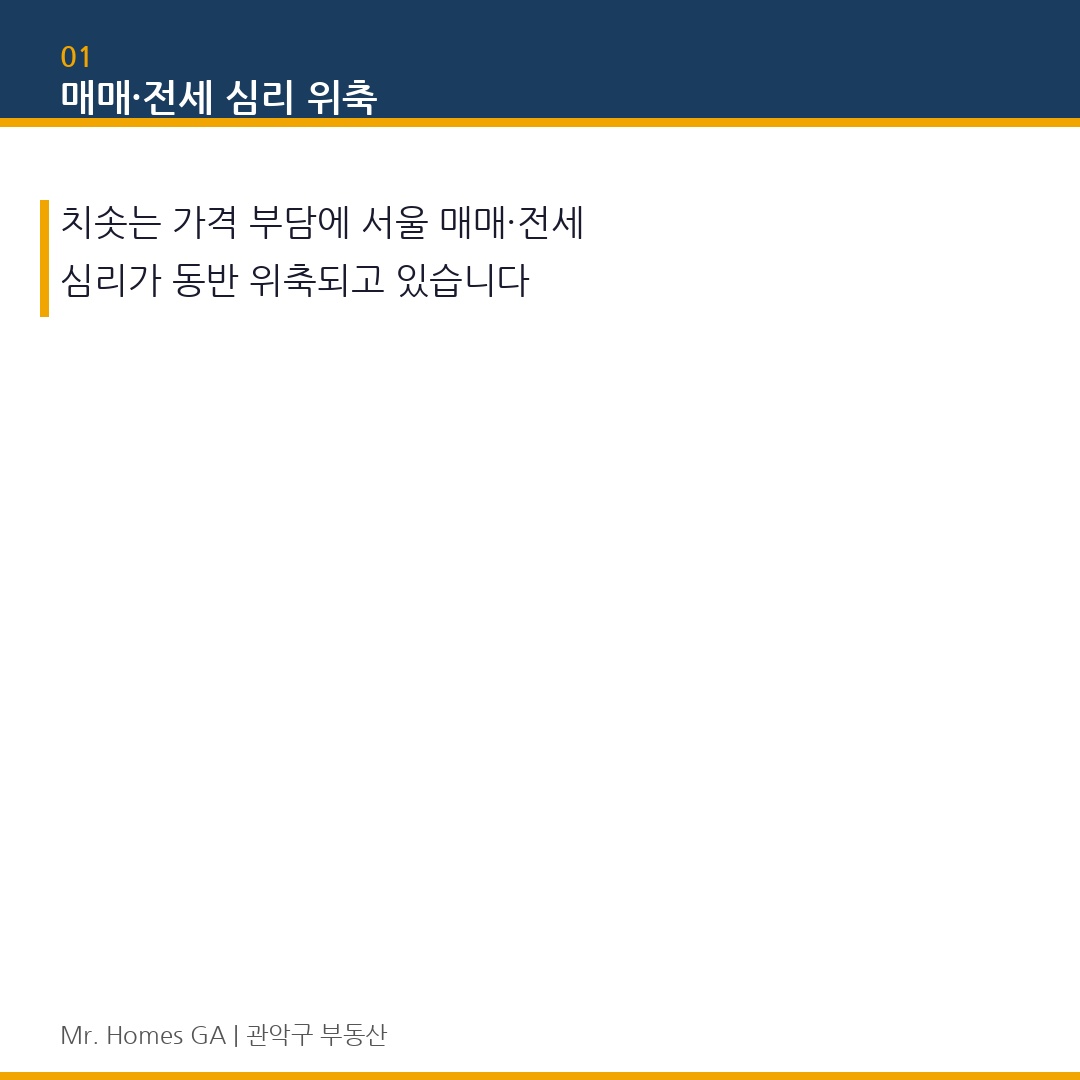 01
매매·전세 심리 위축
치솟는 가격 부담에 서울 매매·전세
심리가 동반 위축되고 있습니다
Mr. Homes GA | 관악구 부동산